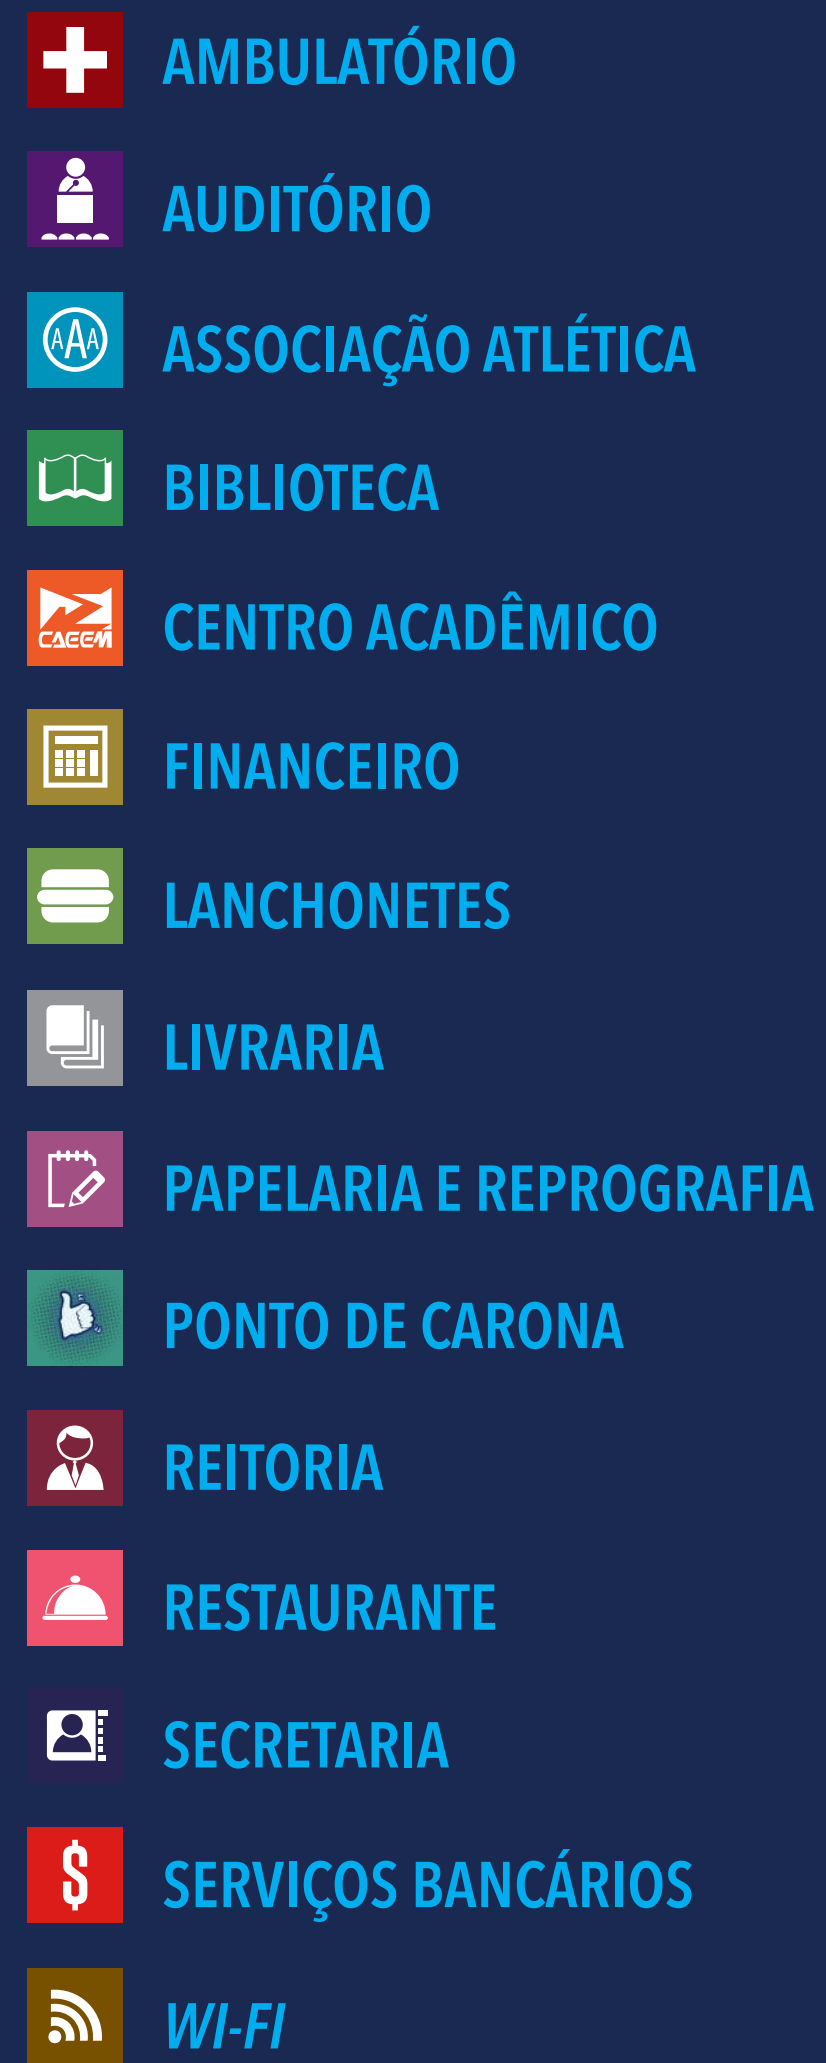 AMBULATÓRIO
AUDITÓRIO
AAA
ASSOCIAÇÃO ATLÉTICA
BIBLIOTECA
CAEEM
CENTRO ACADÊMICO
FINANCEIRO
LANCHONETES
LIVRARIA
PAPELARIA E REPROGRAFIA
PONTO DE CARONA
REITORIA
RESTAURANTE
SECRETARIA
$
SERVIÇOS BANCÁRIOS
WI-FI